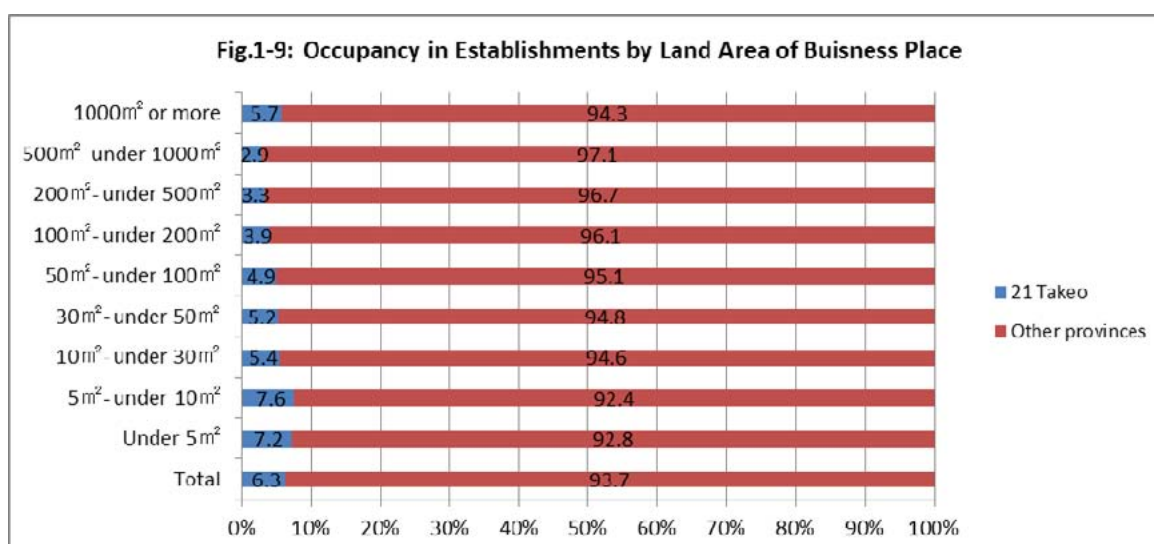 Fig.1-9: Occupancy in Establishments by Land Area of Buisness Place
1000㎡ or more 5.7 94.3
500㎡ under 1000㎡ 2.9 97.1
200㎡-under 500㎡ 3.3 96.7
100㎡-under 200㎡ 3.9 96.1
50㎡-under 100㎡ 4.9 95.1
30㎡-under 50㎡ 5.2 94.8
10㎡-under 30㎡ 5.4 94.6
5㎡-under 10㎡ 7.6 92.4
Under 5㎡ 7.2 92.8
Total 6.3 93.7
0% 10% 20% 30% 40% 50% 60% 70% 80% 90% 100%
21 Takeo
Other provinces